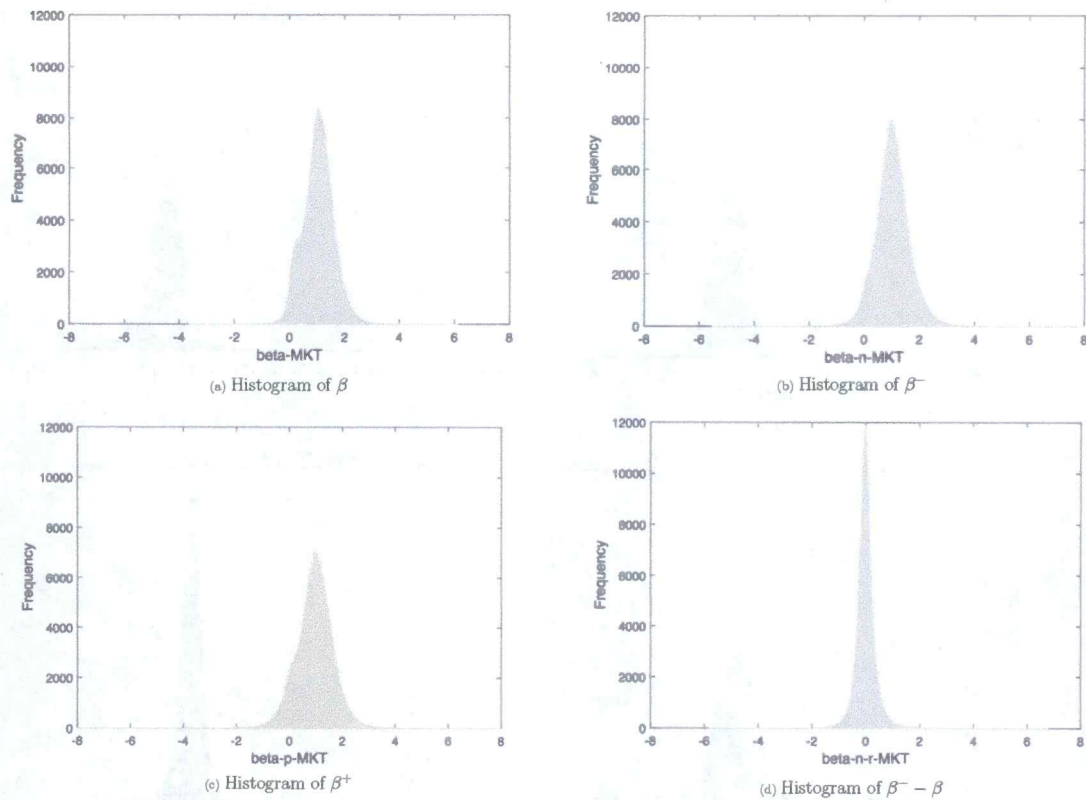 12000
10000
8000
6000
4000
2000
0
Frequency
-8 -6 -4 -2 0 2 4 6 8
beta-MKT
(a) Histogram of β
12000
10000
8000
6000
4000
2000
0
Frequency
-8 -6 -4 -2 0 2 4 6 8
beta-n-MKT
(b) Histogram of β⁻
12000
10000
8000
6000
4000
2000
0
Frequency
-8 -6 -4 -2 0 2 4 6 8
beta-p-MKT
(c) Histogram of β⁺
12000
10000
8000
6000
4000
2000
0
Frequency
-8 -6 -4 -2 0 2 4 6 8
beta-n-r-MKT
(d) Histogram of β⁻ − β